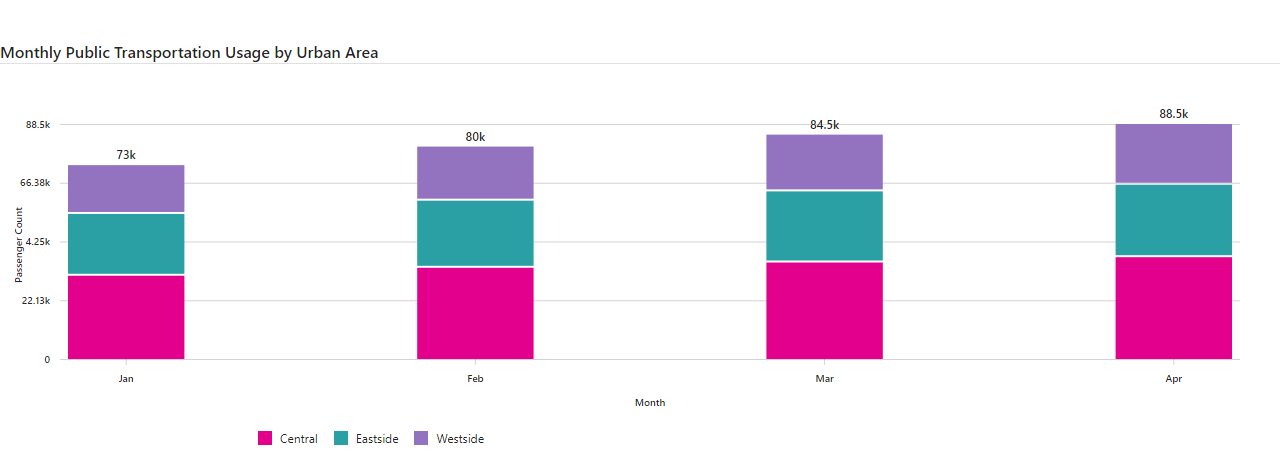 Monthly Public Transportation Usage by Urban Area
88.5k
66.38k
4.25k
22.13k
0
Passenger Count
73k
80k
84.5k
88.5k
Jan
Feb
Mar
Apr
Month
Central
Eastside
Westside